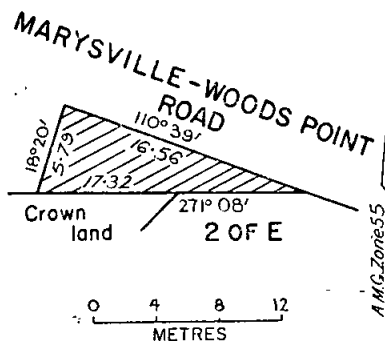 MARYSVILLE-WOODS POINT
ROAD
110°39'
18°20'
5·79
16·56
17·32
271° 08'
Crown
land
2 OF E
A.M.G. Zone 55
0 4 8 12
METRES